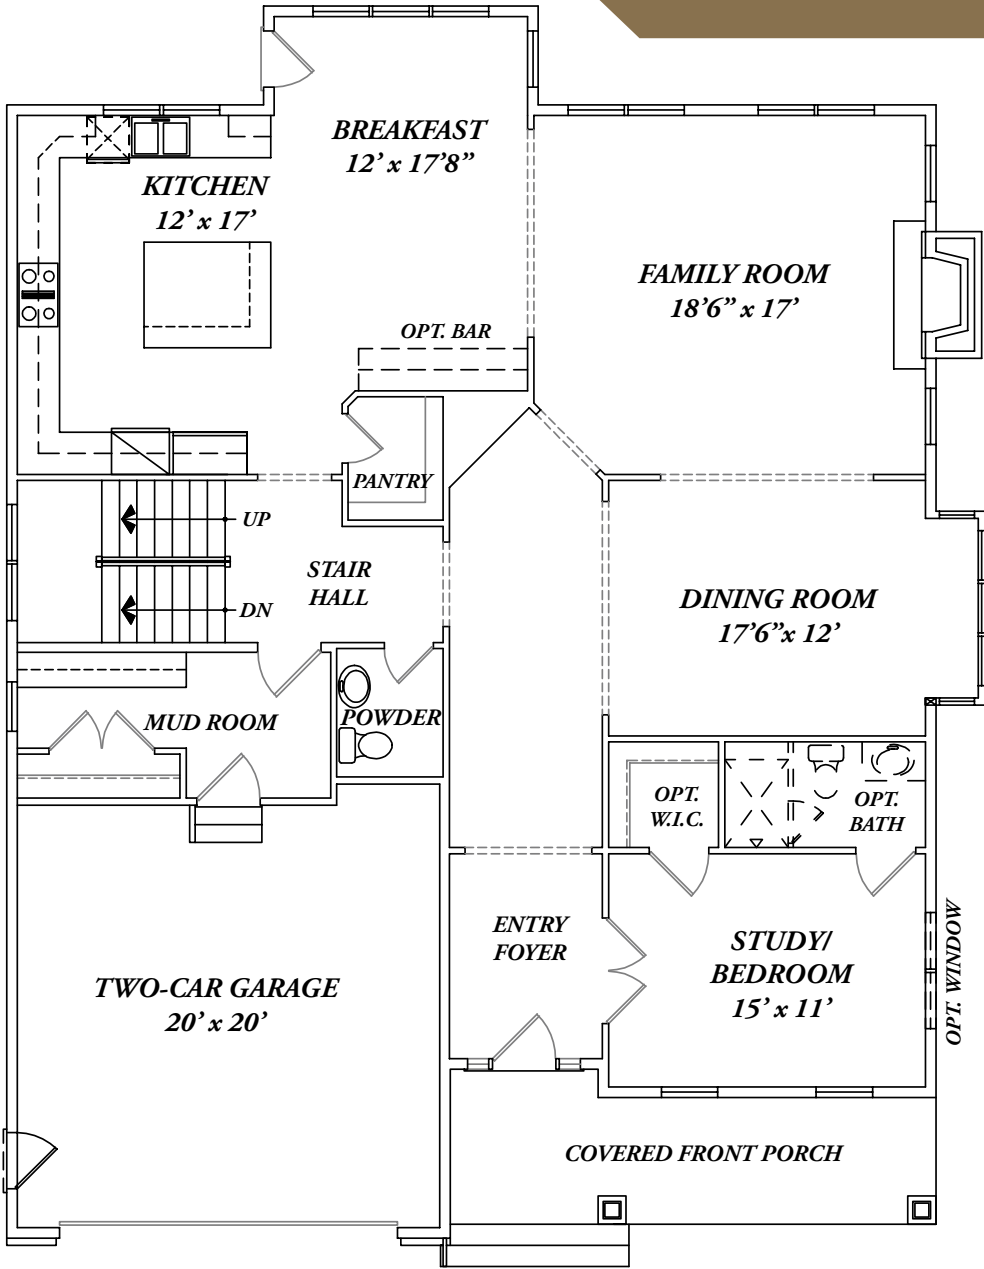 BREAKFAST
12’ x 17’8”
KITCHEN
12’ x 17’
FAMILY ROOM
18’6” x 17’
OPT. BAR
PANTRY
UP
STAIR
HALL
DN
DINING ROOM
17’6”x 12’
MUD ROOM
POWDER
OPT.
W.I.C.
OPT.
BATH
ENTRY
FOYER
STUDY/
BEDROOM
15’ x 11’
OPT. WINDOW
TWO-CAR GARAGE
20’ x 20’
COVERED FRONT PORCH